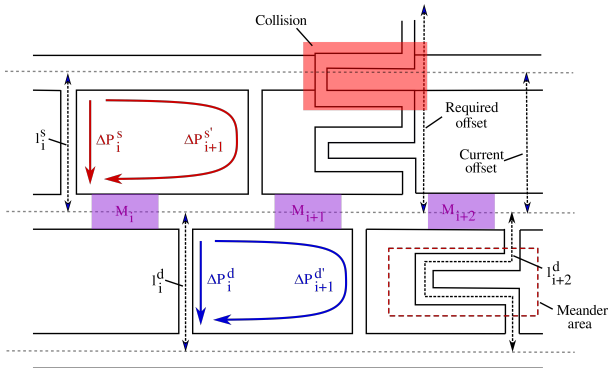 Collision
Required
offset
l_i^s
ΔP_i^s
ΔP_{i+1}^{s'}
Current
offset
M_i
M_{i+1}
M_{i+2}
l_i^d
ΔP_i^d
ΔP_{i+1}^{d'}
l_{i+2}^d
Meander
area